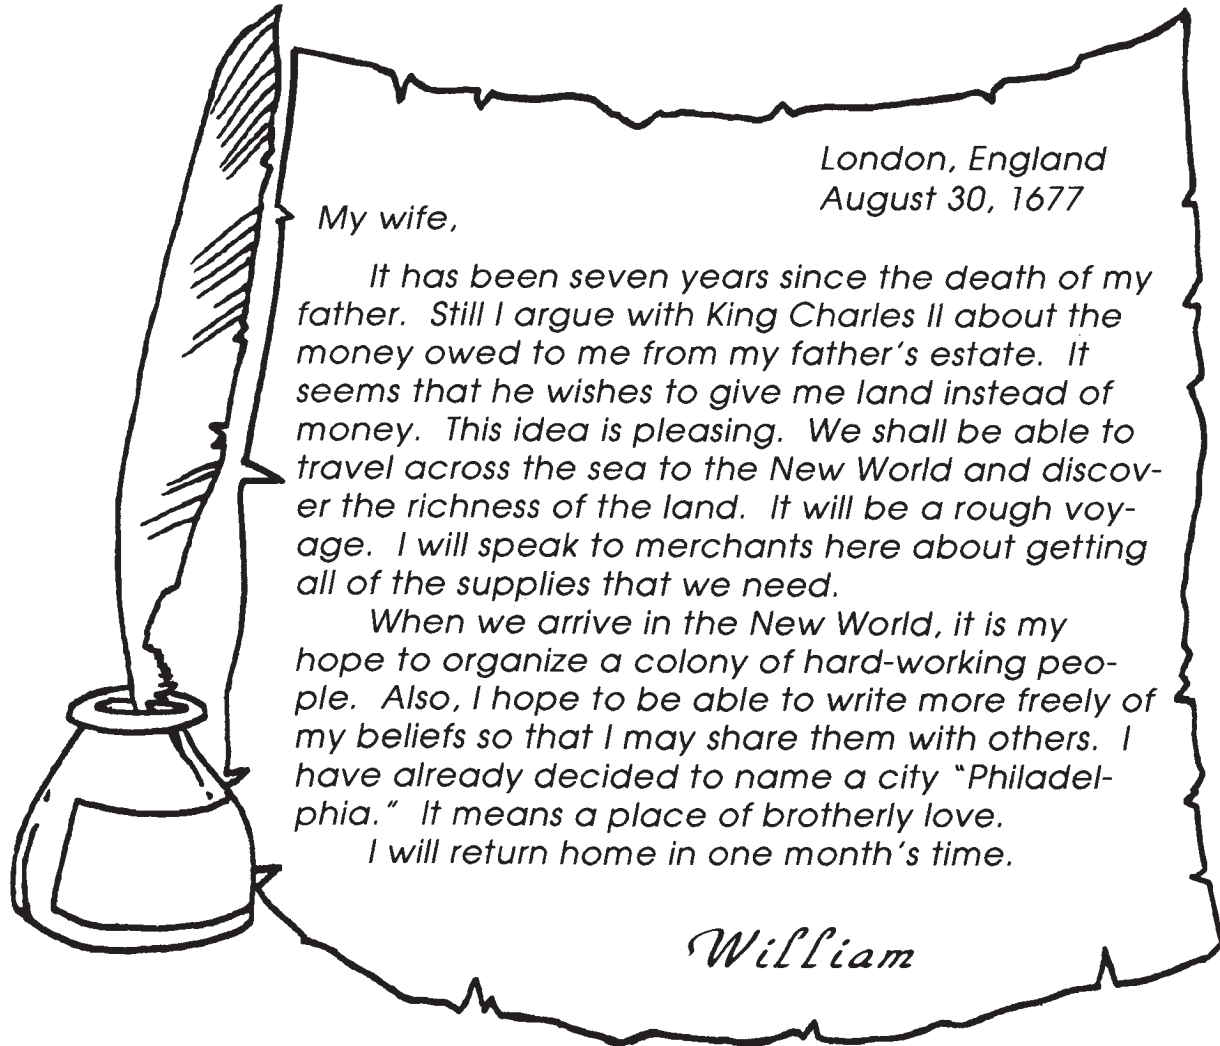 London, England
August 30, 1677
My wife,
It has been seven years since the death of my
father. Still I argue with King Charles II about the
money owed to me from my father's estate. It
seems that he wishes to give me land instead of
money. This idea is pleasing. We shall be able to
travel across the sea to the New World and discov-
er the richness of the land. It will be a rough voy-
age. I will speak to merchants here about getting
all of the supplies that we need.
When we arrive in the New World, it is my
hope to organize a colony of hard-working peo-
ple. Also, I hope to be able to write more freely of
my beliefs so that I may share them with others. I
have already decided to name a city "Philadel-
phia." It means a place of brotherly love.
I will return home in one month's time.
William